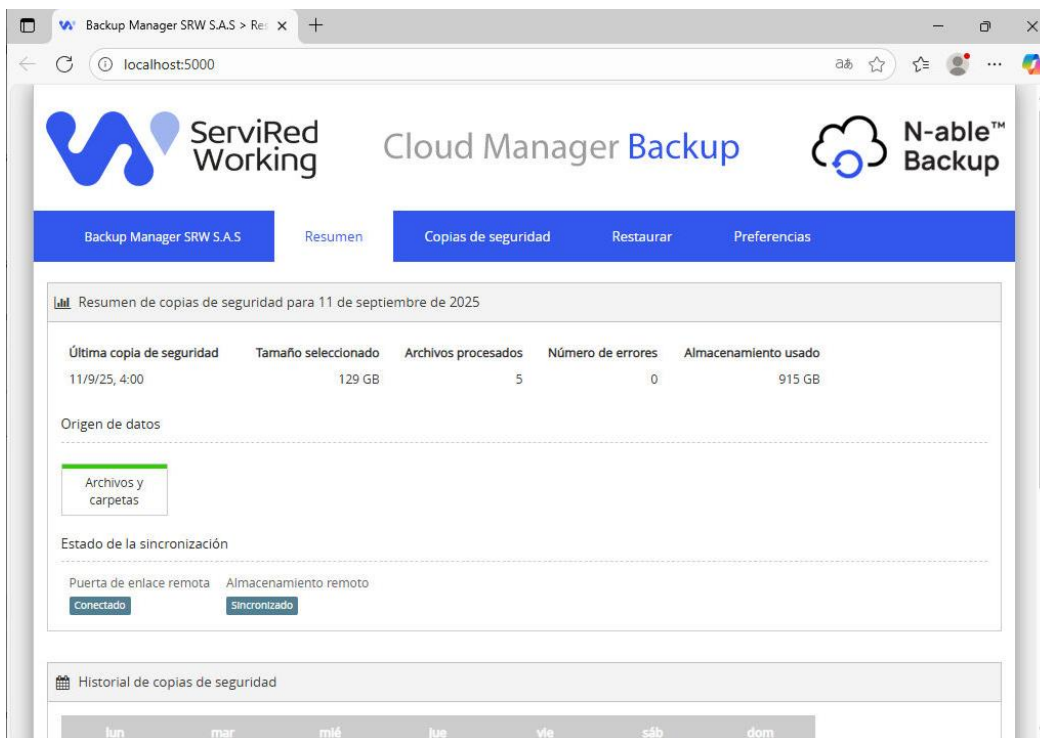 Backup Manager SRW S.A.S > Re
localhost:5000
ServiRed
Working
Cloud Manager Backup
N-able™
Backup
Backup Manager SRW S.A.S Resumen Copias de seguridad Restaurar Preferencias
Resumen de copias de seguridad para 11 de septiembre de 2025
Última copia de seguridad Tamaño seleccionado Archivos procesados Número de errores Almacenamiento usado
11/9/25, 4:00 129 GB 5 0 915 GB
Origen de datos
Archivos y
carpetas
Estado de la sincronización
Puerta de enlace remota Almacenamiento remoto
Conectado Sincronizado
Historial de copias de seguridad
lun mar mié jue vie sáb dom